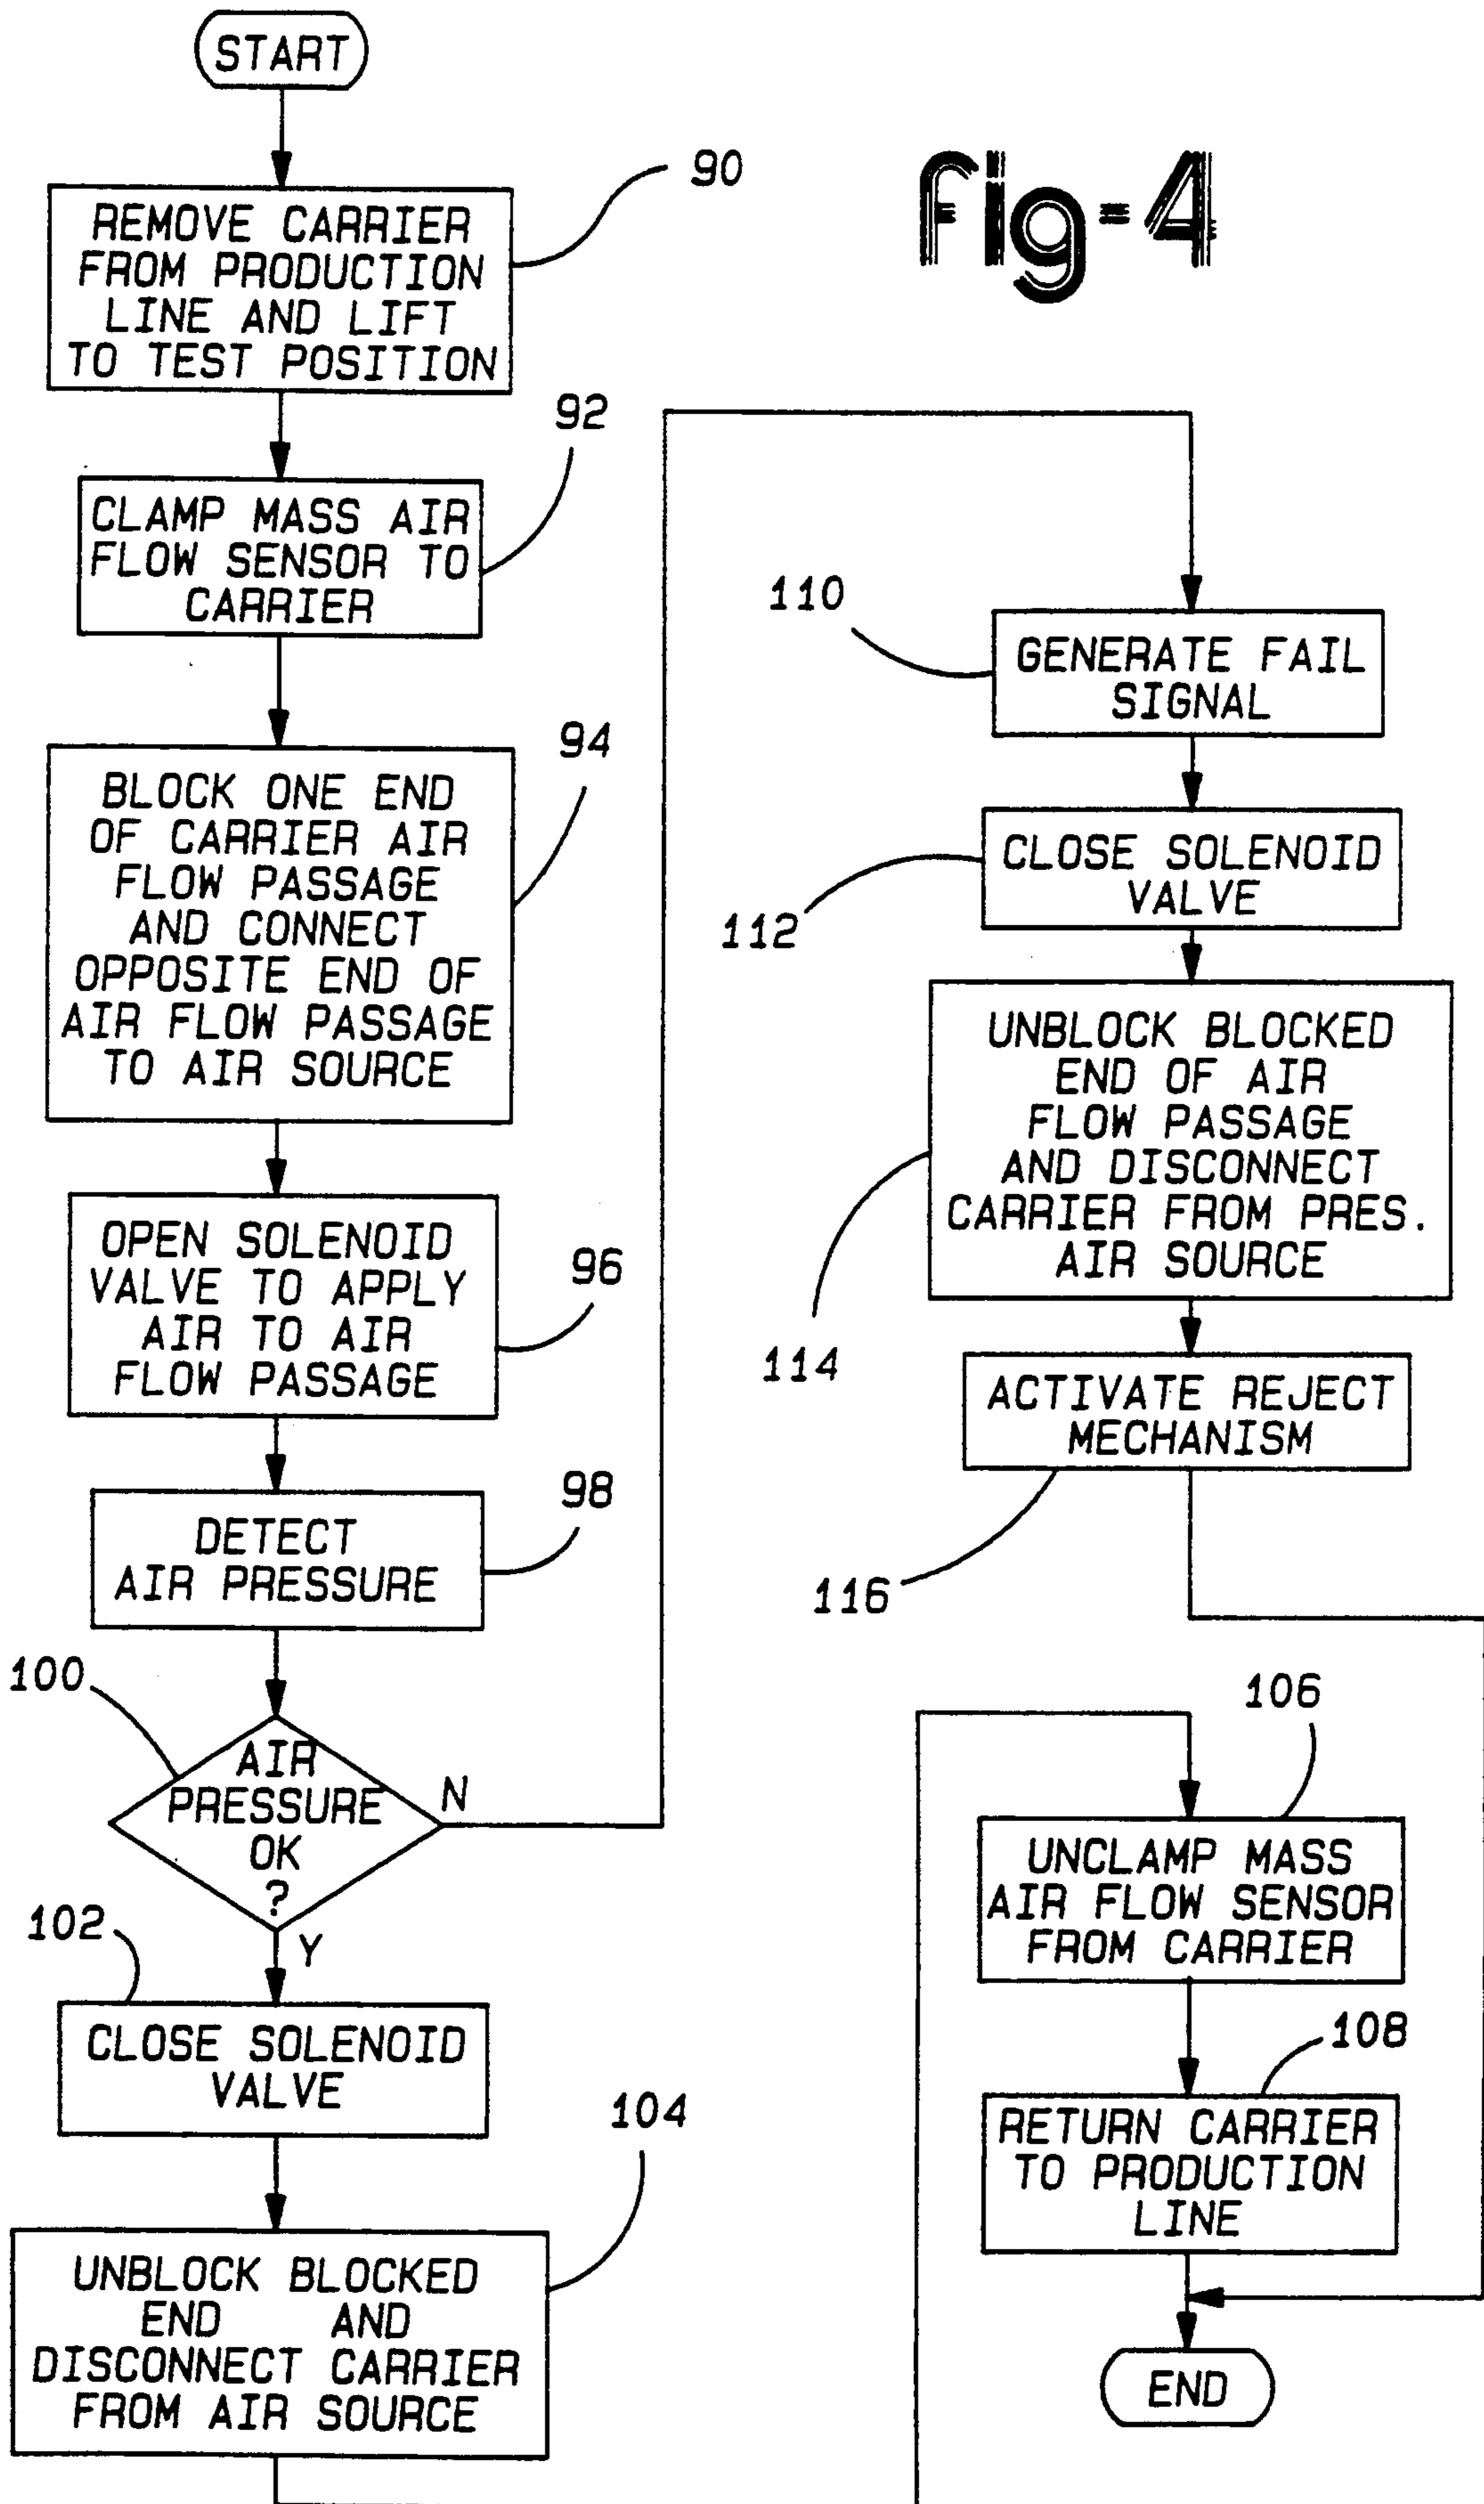 START
fig=4
90
REMOVE CARRIER
FROM PRODUCTION
LINE AND LIFT
TO TEST POSITION
92
CLAMP MASS AIR
FLOW SENSOR TO
CARRIER
94
BLOCK ONE END
OF CARRIER AIR
FLOW PASSAGE
AND CONNECT
OPPOSITE END OF
AIR FLOW PASSAGE
TO AIR SOURCE
96
OPEN SOLENOID
VALVE TO APPLY
AIR TO AIR
FLOW PASSAGE
98
DETECT
AIR PRESSURE
100
AIR
PRESSURE
OK
?
N
Y
102
CLOSE SOLENOID
VALVE
104
UNBLOCK BLOCKED
END AND
DISCONNECT CARRIER
FROM AIR SOURCE
110
GENERATE FAIL
SIGNAL
112
CLOSE SOLENOID
VALVE
114
UNBLOCK BLOCKED
END OF AIR
FLOW PASSAGE
AND DISCONNECT
CARRIER FROM PRES.
AIR SOURCE
116
ACTIVATE REJECT
MECHANISM
106
UNCLAMP MASS
AIR FLOW SENSOR
FROM CARRIER
108
RETURN CARRIER
TO PRODUCTION
LINE
END